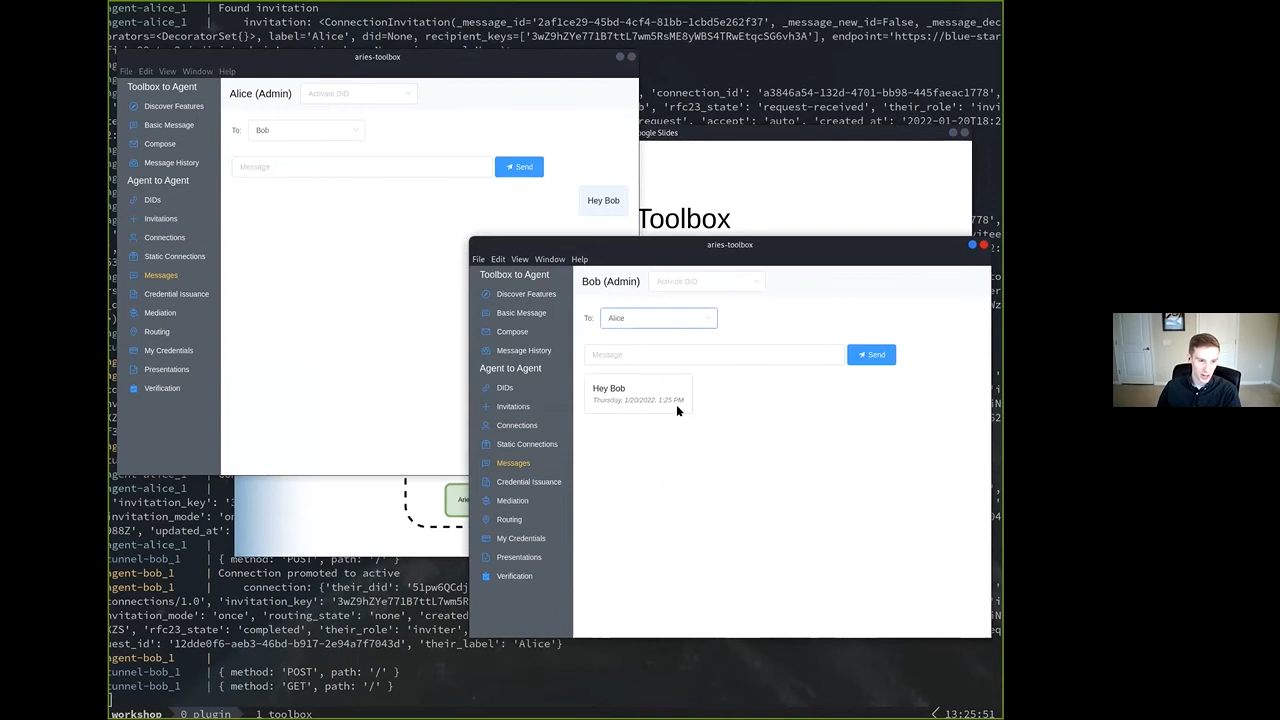 agent-alice_1 | Found invitation
agent-alice_1 | invitation: <ConnectionInvitation(_message_id='2af1ce29-45bd-4cf4-81bb-1cbd5e262f37', _message_new_id=False, _message_dec
orators=<DecoratorSet{}>, label='Alice', did=None, recipient_keys=['3wZ9hZYe771B7ttL7wm5RsME8yWBS4TRwEtqcSG6vh3A'], endpoint='https://blue-star
aries-toolbox
File Edit View Window Help
Toolbox to Agent
Discover Features
Basic Message
Compose
Message History
Agent to Agent
DIDs
Invitations
Connections
Static Connections
Messages
Credential Issuance
Mediation
Routing
My Credentials
Presentations
Verification
Alice (Admin) Activate DID
To: Bob
Message Send
Hey Bob
', 'connection_id': 'a3846a54-132d-4701-bb98-445faeac1778',
b', 'rfc23_state': 'request-received', 'their_role': 'invi
equest', 'accept': 'auto', 'created_at': '2022-01-20T18:2
oogle Slides
Toolbox
aries-toolbox
File Edit View Window Help
Toolbox to Agent
Discover Features
Basic Message
Compose
Message History
Agent to Agent
DIDs
Invitations
Connections
Static Connections
Messages
Credential Issuance
Mediation
Routing
My Credentials
Presentations
Verification
Bob (Admin) Activate DID
To: Alice
Message Send
Hey Bob
Thursday, 1/20/2022, 1:25 PM
Arie
agent-alice_1
'invitation_key': '3
invitation_mode': 'on
988Z', 'updated_at':
agent-alice_1 |
tunnel-bob_1 | { method: 'POST', path: '/' }
agent-bob_1 | Connection promoted to active
agent-bob_1 | connection: {'their_did': '51pw6QCdj
connections/1.0', 'invitation_key': '3wZ9hZYe771B7ttL7wm5R
invitation_mode': 'once', 'routing_state': 'none', 'created
XZS', 'rfc23_state': 'completed', 'their_role': 'inviter',
uest_id': '12dde0f6-aeb3-46bd-b917-2e94a7f7043d', 'their_label': 'Alice'}
agent-bob_1 |
tunnel-bob_1 | { method: 'POST', path: '/' }
tunnel-bob_1 | { method: 'GET', path: '/' }
workshop 0 plugin 1 toolbox 13:25:51